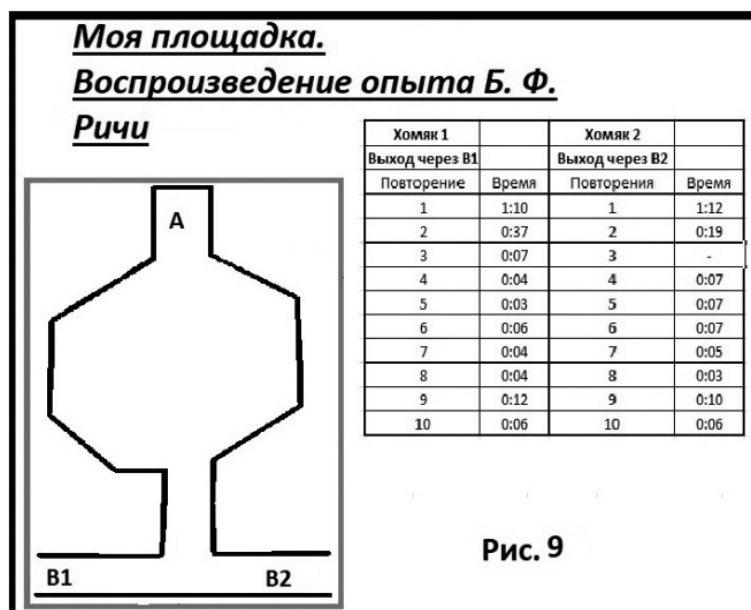 Моя площадка.
Воспроизведение опыта Б. Ф.
Ричи
Хомяк 1 Хомяк 2
Выход через В1 Выход через В2
Повторение Время Повторения Время
1 1:10 1 1:12
2 0:37 2 0:19
3 0:07 3 -
4 0:04 4 0:07
5 0:03 5 0:07
6 0:06 6 0:07
7 0:04 7 0:05
8 0:04 8 0:03
9 0:12 9 0:10
10 0:06 10 0:06
А
В1 В2
Рис. 9